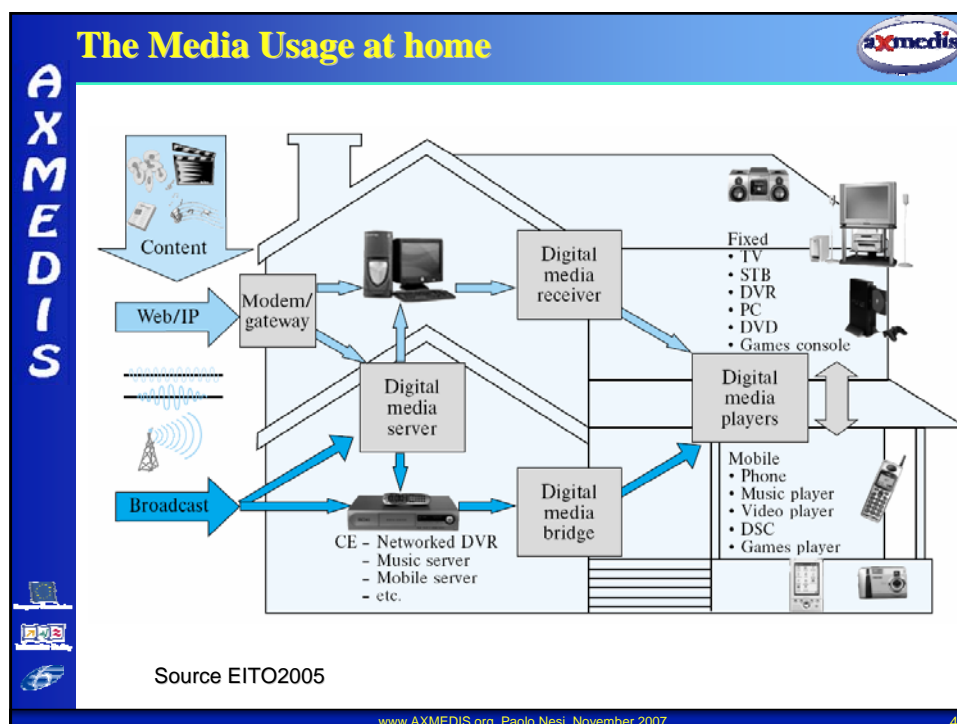 The Media Usage at home
axmedis
AXMEDIS
Content
Web/IP
Broadcast
Modem/
gateway
Digital
media
server
Digital
media
receiver
Digital
media
bridge
Digital
media
players
CE – Networked DVR
– Music server
– Mobile server
– etc.
Fixed
• TV
• STB
• DVR
• PC
• DVD
• Games console
Mobile
• Phone
• Music player
• Video player
• DSC
• Games player
Source EITO2005
www.AXMEDIS.org, Paolo Nesi, November 2007
4